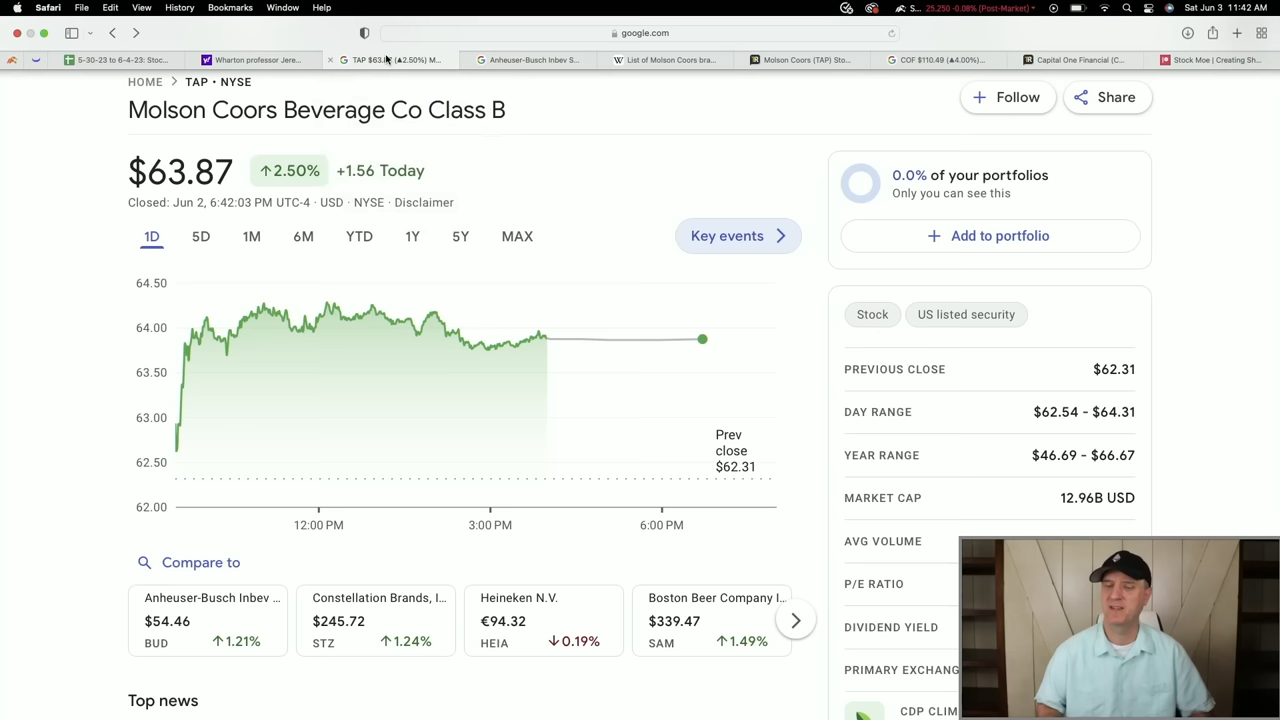 Safari File Edit View History Bookmarks Window Help
S... 25.250 -0.08% (Post-Market) Sat Jun 3 11:42 AM
google.com
5-30-23 to 6-4-23: Stoc...
Wharton professor Jere...
TAP $63.87 (▲2.50%) M...
Anheuser-Busch Inbev S...
List of Molson Coors bra...
Molson Coors (TAP) Sto...
COF $110.49 (▲4.00%)...
Capital One Financial (C...
Stock Moe | Creating Sh...
HOME > TAP • NYSE
Molson Coors Beverage Co Class B
+ Follow
Share
$63.87 ↑2.50% +1.56 Today
Closed: Jun 2, 6:42:03 PM UTC-4 · USD · NYSE · Disclaimer
1D 5D 1M 6M YTD 1Y 5Y MAX
Key events
64.50
64.00
63.50
63.00
62.50
62.00
Prev
close
$62.31
12:00 PM 3:00 PM 6:00 PM
Compare to
Anheuser-Busch Inbev ...
$54.46
BUD ↑1.21%
Constellation Brands, I...
$245.72
STZ ↑1.24%
Heineken N.V.
€94.32
HEIA ↓0.19%
Boston Beer Company I...
$339.47
SAM ↑1.49%
Top news
0.0% of your portfolios
Only you can see this
+ Add to portfolio
Stock
US listed security
PREVIOUS CLOSE $62.31
DAY RANGE $62.54 - $64.31
YEAR RANGE $46.69 - $66.67
MARKET CAP 12.96B USD
AVG VOLUME
P/E RATIO
DIVIDEND YIELD
PRIMARY EXCHANG
CDP CLIM